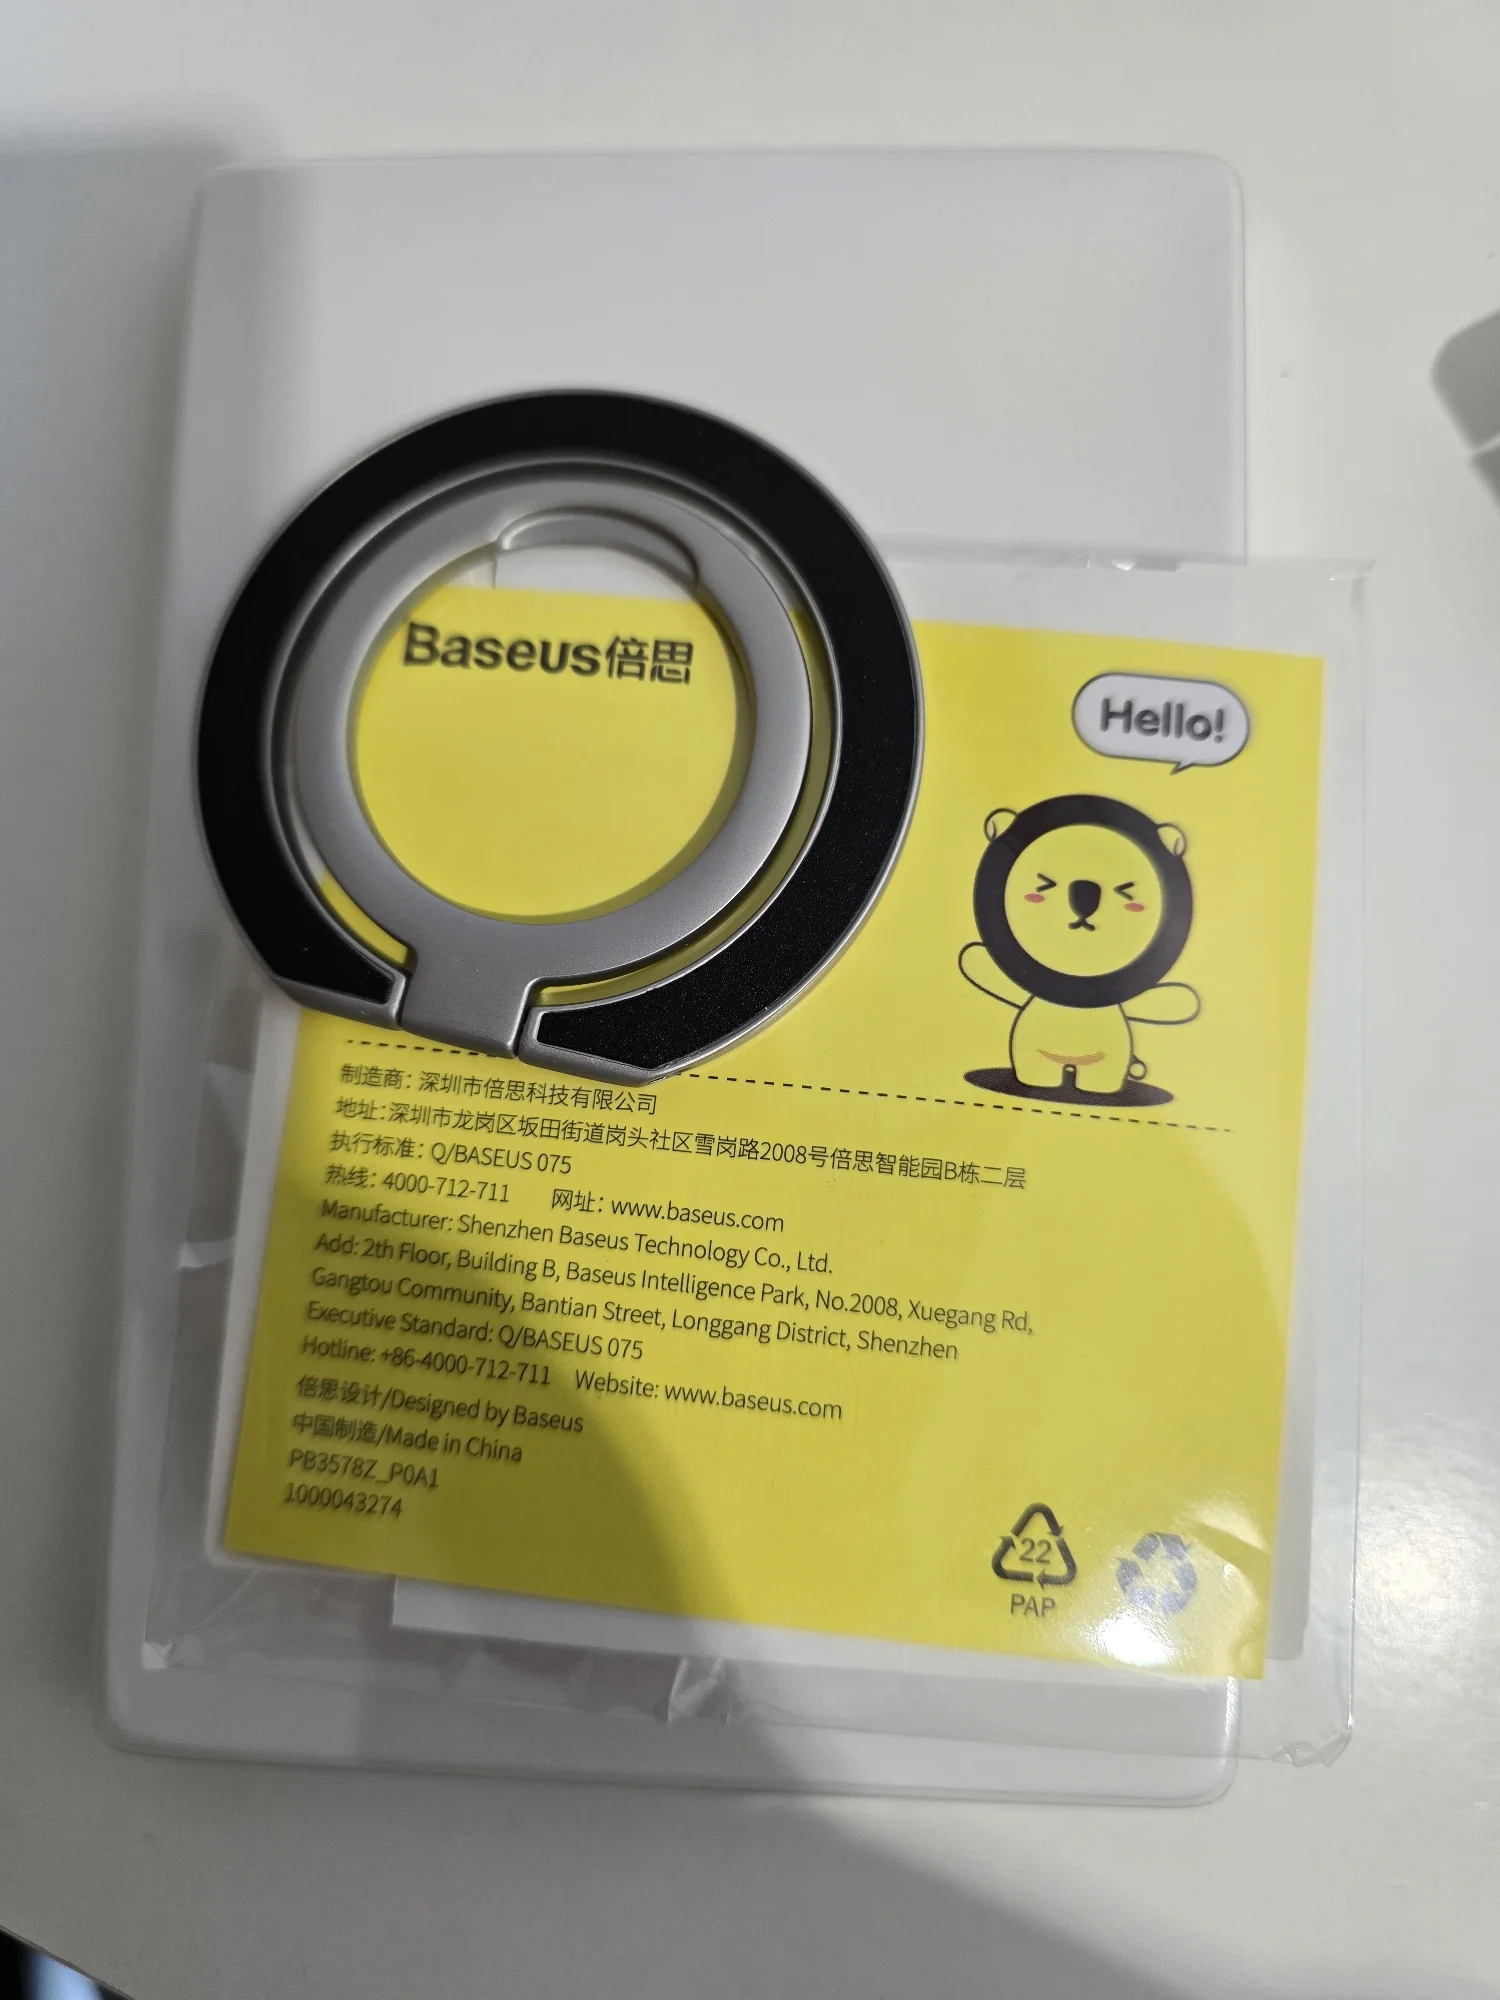 Baseus倍思
Hello!
制造商：深圳市倍思科技有限公司
地址：深圳市龙岗区坂田街道岗头社区雪岗路2008号倍思智能园B栋二层
执行标准：Q/BASEUS 075
热线：4000-712-711 网址：www.baseus.com
Manufacturer: Shenzhen Baseus Technology Co., Ltd.
Add: 2th Floor, Building B, Baseus Intelligence Park, No.2008, Xuegang Rd,
Gangtou Community, Bantian Street, Longgang District, Shenzhen
Executive Standard: Q/BASEUS 075
Hotline: +86-4000-712-711 Website: www.baseus.com
倍思设计/Designed by Baseus
中国制造/Made in China
PB3578Z_P0A1
1000043274
22
PAP